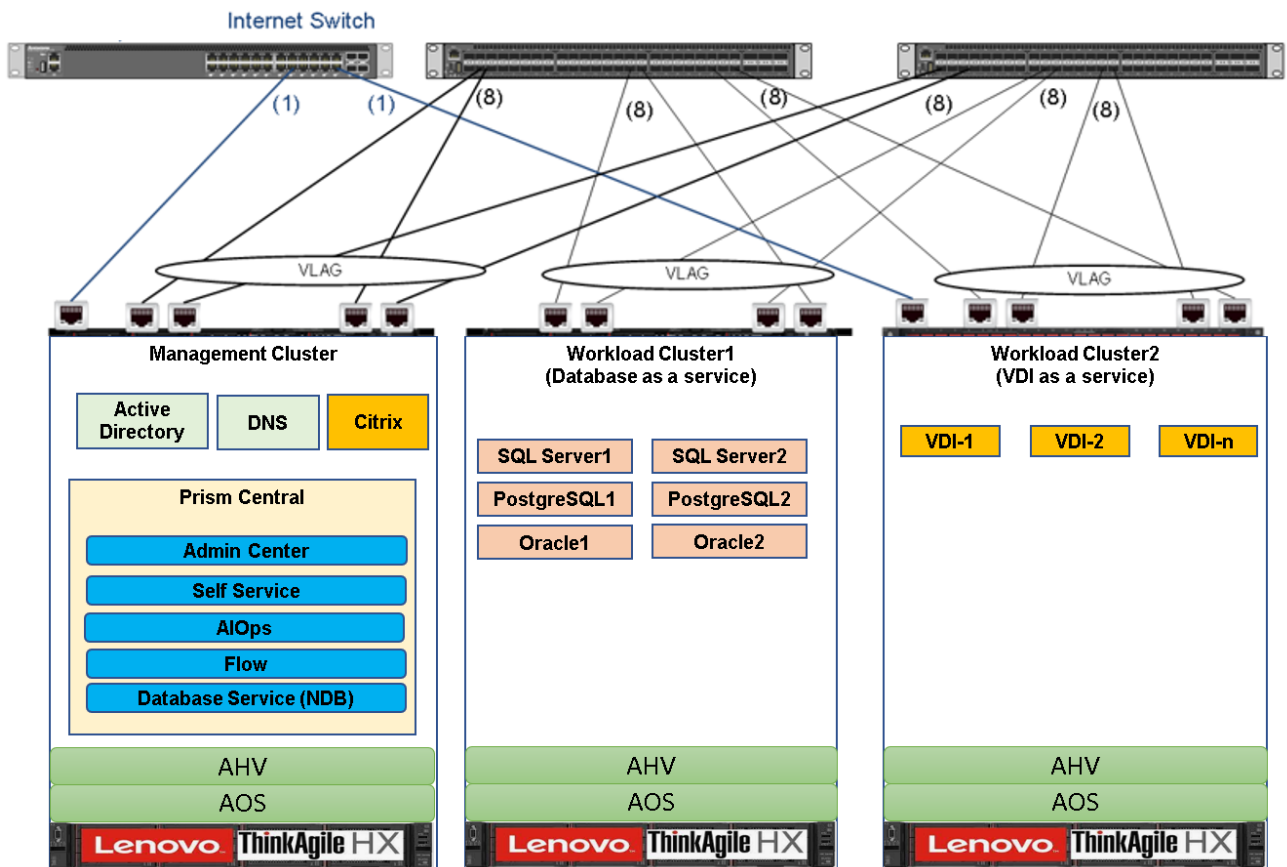 Internet Switch
(1)
(1)
(8)
(8)
(8)
(8)
(8)
(8)
VLAG
VLAG
VLAG
Management Cluster
Active
Directory
DNS
Citrix
Prism Central
Admin Center
Self Service
AIOps
Flow
Database Service (NDB)
AHV
AOS
Lenovo ThinkAgile HX
Workload Cluster1
(Database as a service)
SQL Server1
SQL Server2
PostgreSQL1
PostgreSQL2
Oracle1
Oracle2
AHV
AOS
Lenovo ThinkAgile HX
Workload Cluster2
(VDI as a service)
VDI-1
VDI-2
VDI-n
AHV
AOS
Lenovo ThinkAgile HX